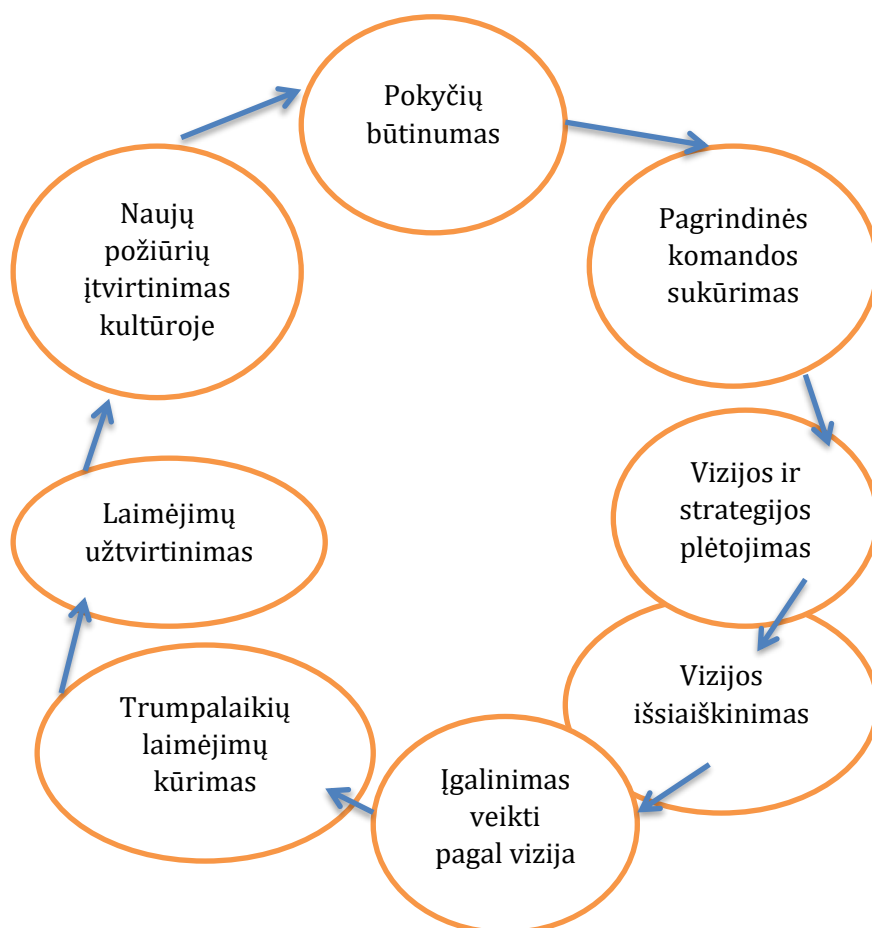 Pokyčių
būtinumas
Pagrindinės
komandos
sukūrimas
Vizijos ir
strategijos
plėtojimas
Vizijos
išsiaiškinimas
Įgalinimas
veikti
pagal vizija
Trumpalaikių
laimėjimų
kūrimas
Laimėjimų
užtvirtinimas
Naujų
požiūrių
įtvirtinimas
kultūroje